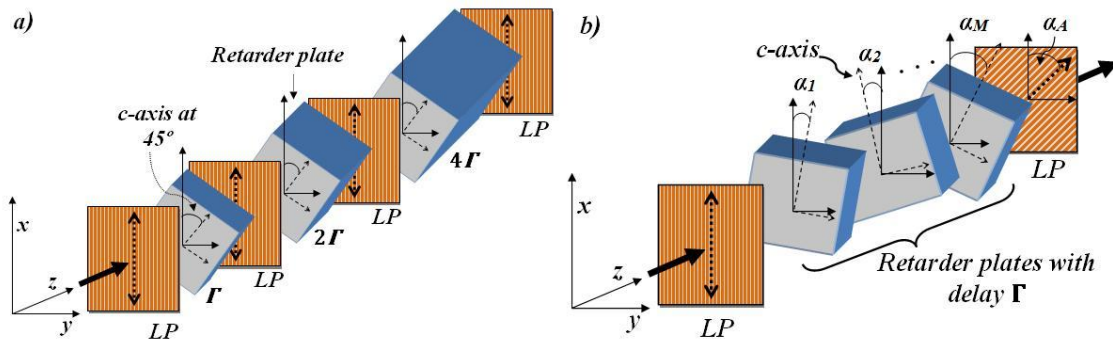 a)
Retarder plate
c-axis at
45°
LP
4Γ
LP
2Γ
LP
Γ
LP
x
z
y
b)
c-axis
α1
α2
. . . .
αM
αA
LP
Retarder plates with
delay Γ
LP
x
z
y